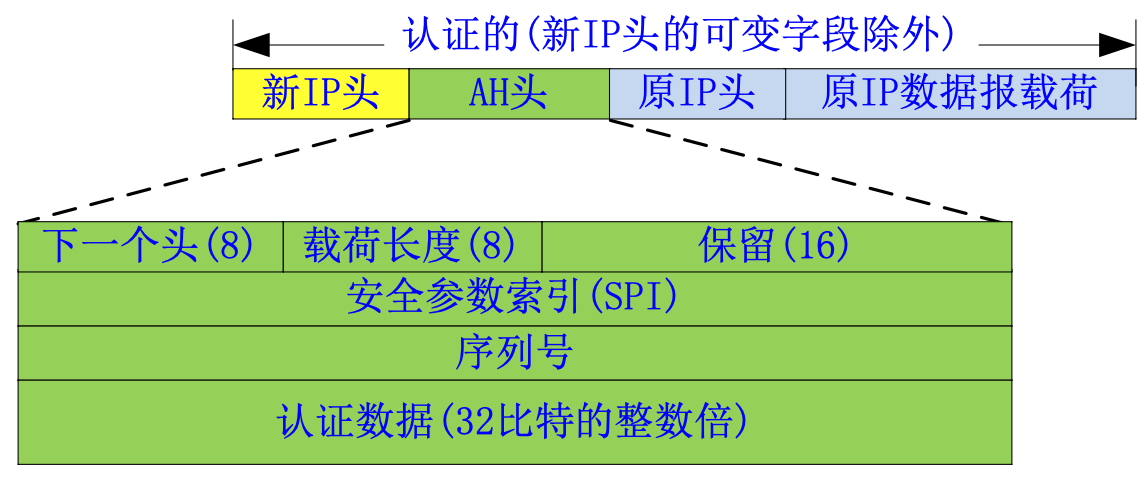 认证的(新IP头的可变字段除外)
新IP头 AH头 原IP头 原IP数据报载荷
下一个头(8) 载荷长度(8) 保留(16)
安全参数索引(SPI)
序列号
认证数据(32比特的整数倍)